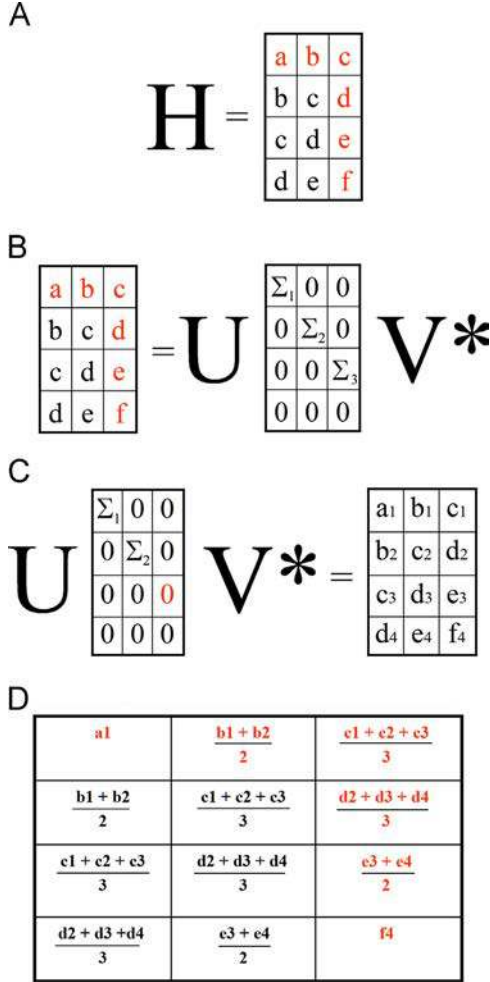 A
H = a b c
b c d
c d e
d e f
B
a b c
b c d
c d e
d e f
= U
Σ1 0 0
0 Σ2 0
0 0 Σ3
0 0 0
V*
C
U
Σ1 0 0
0 Σ2 0
0 0 0
0 0 0
V* =
a1 b1 c1
b2 c2 d2
c3 d3 e3
d4 e4 f4
D
a1 b1 + b2 c1 + c2 + c3
2 3
b1 + b2 c1 + c2 + c3 d2 + d3 + d4
2 3 3
c1 + c2 + c3 d2 + d3 + d4 e3 + e4
3 3 2
d2 + d3 +d4 e3 + e4 f4
3 2